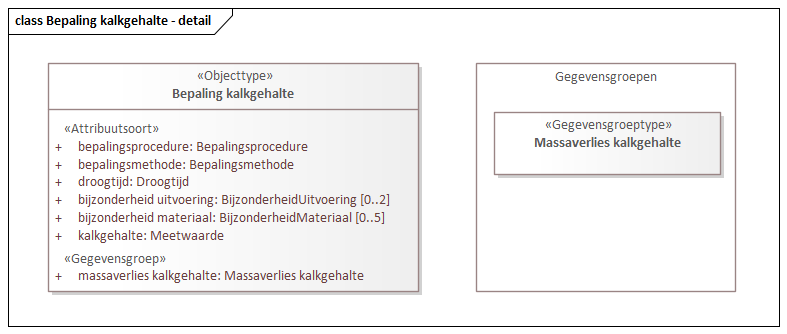 class Bepaling kalkgehalte - detail
«Objecttype»
Bepaling kalkgehalte
«Attribuutsoort»
+ bepalingsprocedure: Bepalingsprocedure
+ bepalingsmethode: Bepalingsmethode
+ droogtijd: Droogtijd
+ bijzonderheid uitvoering: BijzonderheidUitvoering [0..2]
+ bijzonderheid materiaal: BijzonderheidMateriaal [0..5]
+ kalkgehalte: Meetwaarde
«Gegevensgroep»
+ massaverlies kalkgehalte: Massaverlies kalkgehalte
Gegevensgroepen
«Gegevensgroeptype»
Massaverlies kalkgehalte